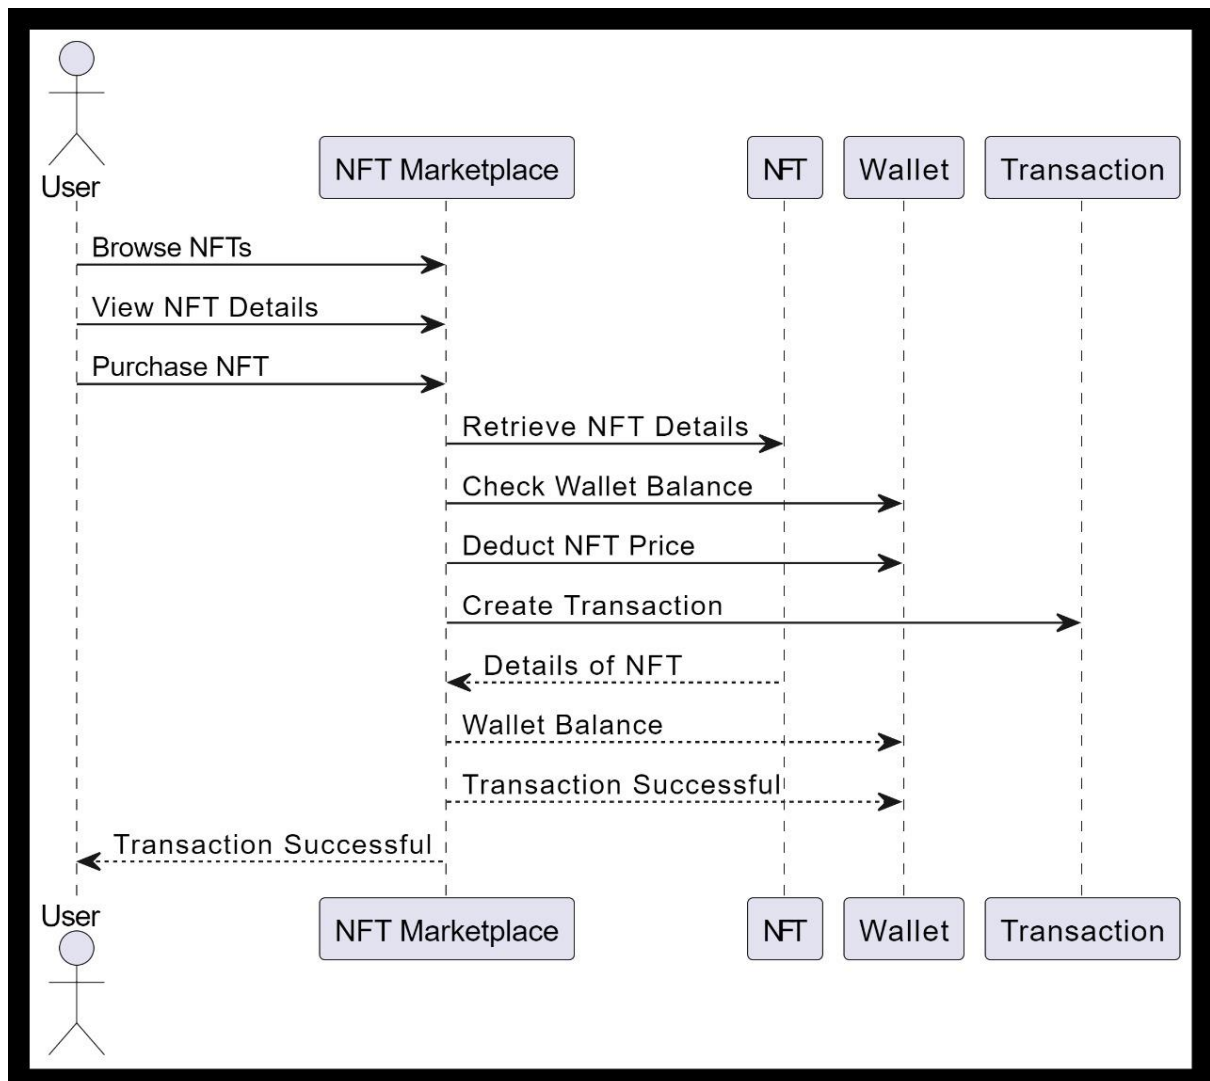 User
NFT Marketplace
NFT
Wallet
Transaction
Browse NFTs
View NFT Details
Purchase NFT
Retrieve NFT Details
Check Wallet Balance
Deduct NFT Price
Create Transaction
Details of NFT
Wallet Balance
Transaction Successful
Transaction Successful
User
NFT Marketplace
NFT
Wallet
Transaction